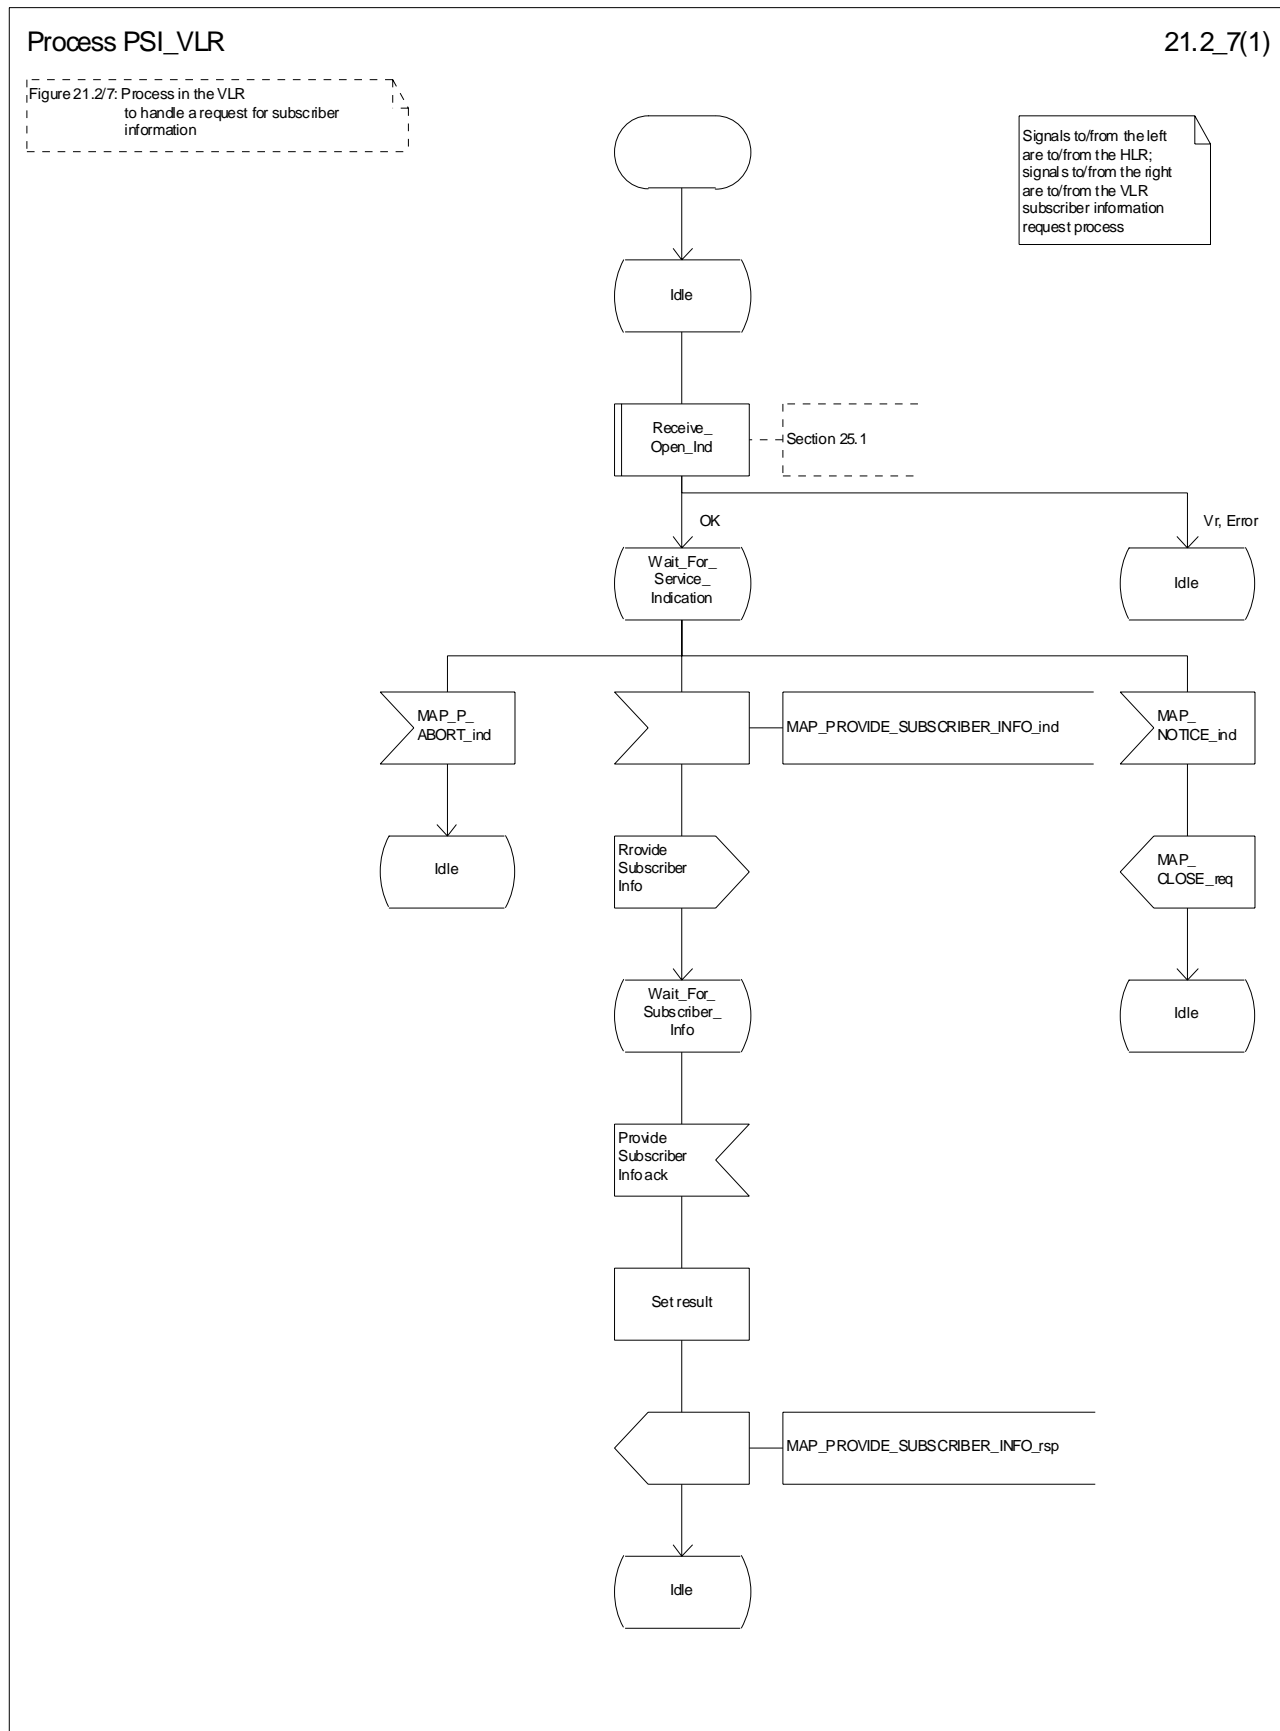 Process PSI_VLR
21.2_7(1)
Figure 21.2/7: Process in the VLR
to handle a request for subscriber
information
Signals to/from the left
are to/from the HLR;
signals to/from the right
are to/from the VLR
subscriber information
request process
Idle
Receive_
Open_Ind
Section 25.1
OK
Vr, Error
Wait_For_
Service_
Indication
Idle
MAP_P_
ABORT_ind
MAP_PROVIDE_SUBSCRIBER_INFO_ind
MAP_
NOTICE_ind
Idle
Rrovide
Subscriber
Info
MAP_
CLOSE_req
Wait_For_
Subscriber_
Info
Idle
Provide
Subscriber
Info ack
Set result
MAP_PROVIDE_SUBSCRIBER_INFO_rsp
Idle